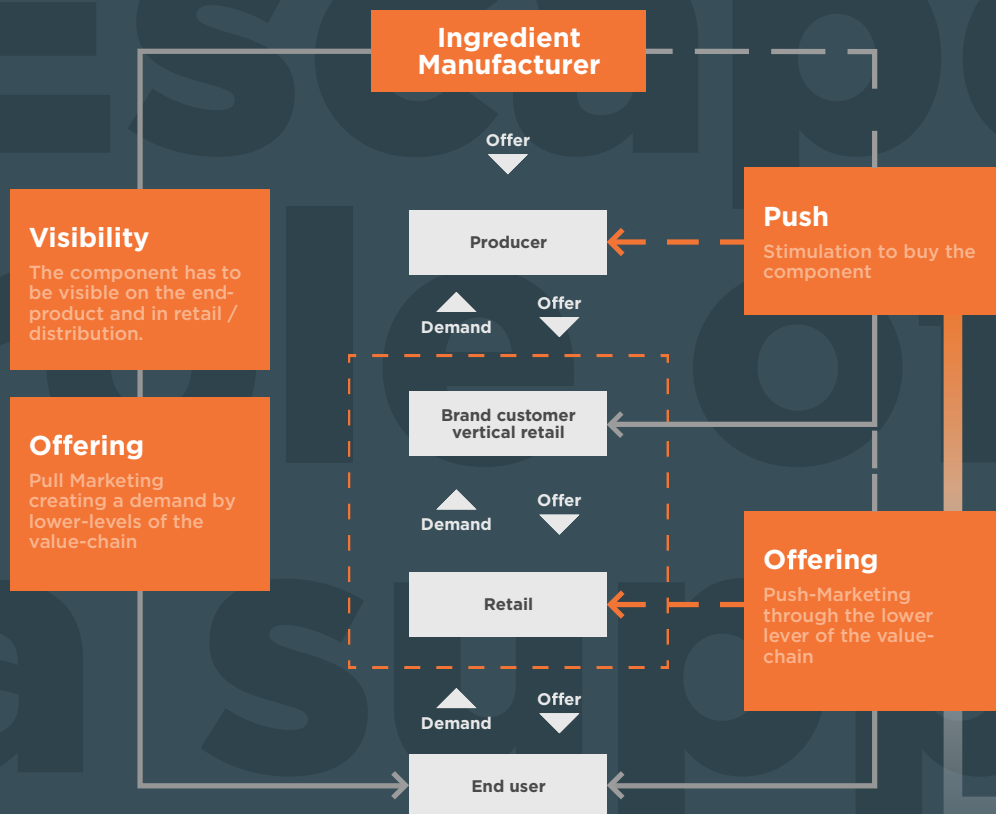 Ingredient
Manufacturer
Offer
Visibility
The component has to
be visible on the end-
product and in retail /
distribution.
Producer
Push
Stimulation to buy the
component
Demand
Offer
Brand customer
vertical retail
Offering
Pull Marketing
creating a demand by
lower-levels of the
value-chain
Demand
Offer
Retail
Offering
Push-Marketing
through the lower
lever of the value-
chain
Demand
Offer
End user